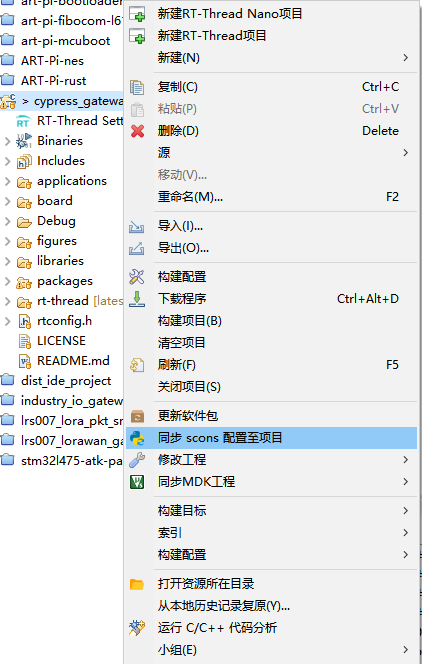 art-pi-bootloader
art-pi-fibocom-l6
art-pi-mcuboot
ART-Pi-nes
ART-Pi-rust
> cypress_gatewa
RT-Thread Sett
Binaries
Includes
applications
board
Debug
figures
libraries
packages
rt-thread [lates
rtconfig.h
LICENSE
README.md
dist_ide_project
industry_io_gatew
lrs007_lora_pkt_sn
lrs007_lorawan_ga
stm32l475-atk-pa
新建RT-Thread Nano项目
新建RT-Thread项目
新建(N)
复制(C) Ctrl+C
粘贴(P) Ctrl+V
删除(D) Delete
源
移动(V)...
重命名(M)... F2
导入(I)...
导出(O)...
构建配置
下载程序 Ctrl+Alt+D
构建项目(B)
清空项目
刷新(F) F5
关闭项目(S)
更新软件包
同步 scons 配置至项目
修改工程
同步MDK工程
构建目标
索引
构建配置
打开资源所在目录
从本地历史记录复原(Y)...
运行 C/C++ 代码分析
小组(E)